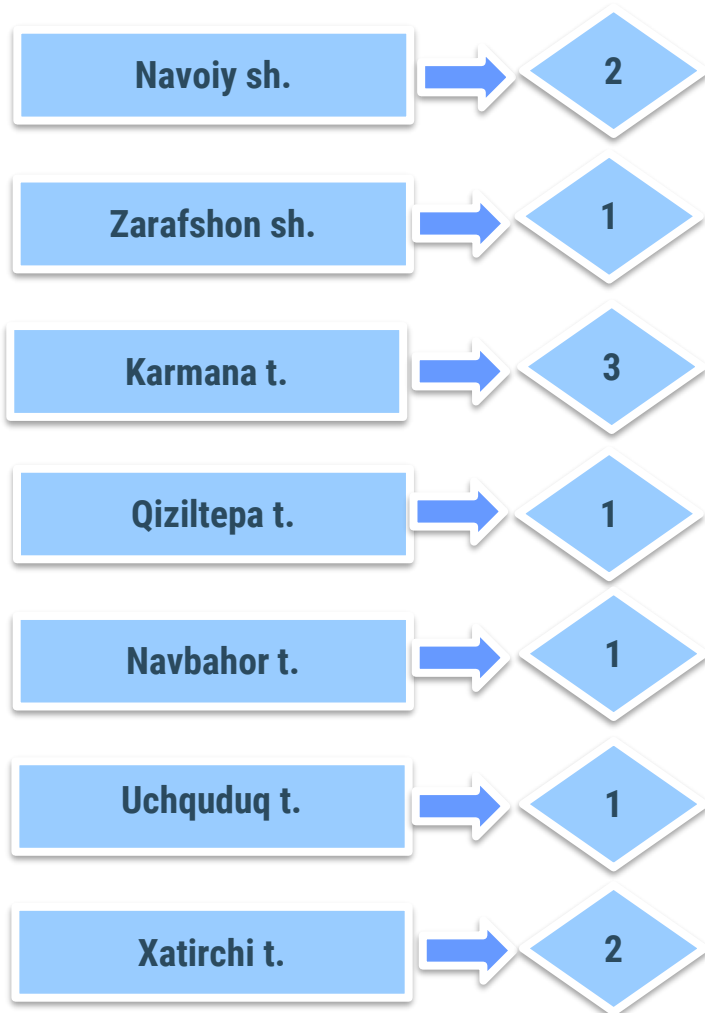 Navoiy sh.
2
Zarafshon sh.
1
Karmana t.
3
Qiziltepa t.
1
Navbahor t.
1
Uchquduq t.
1
Xatirchi t.
2